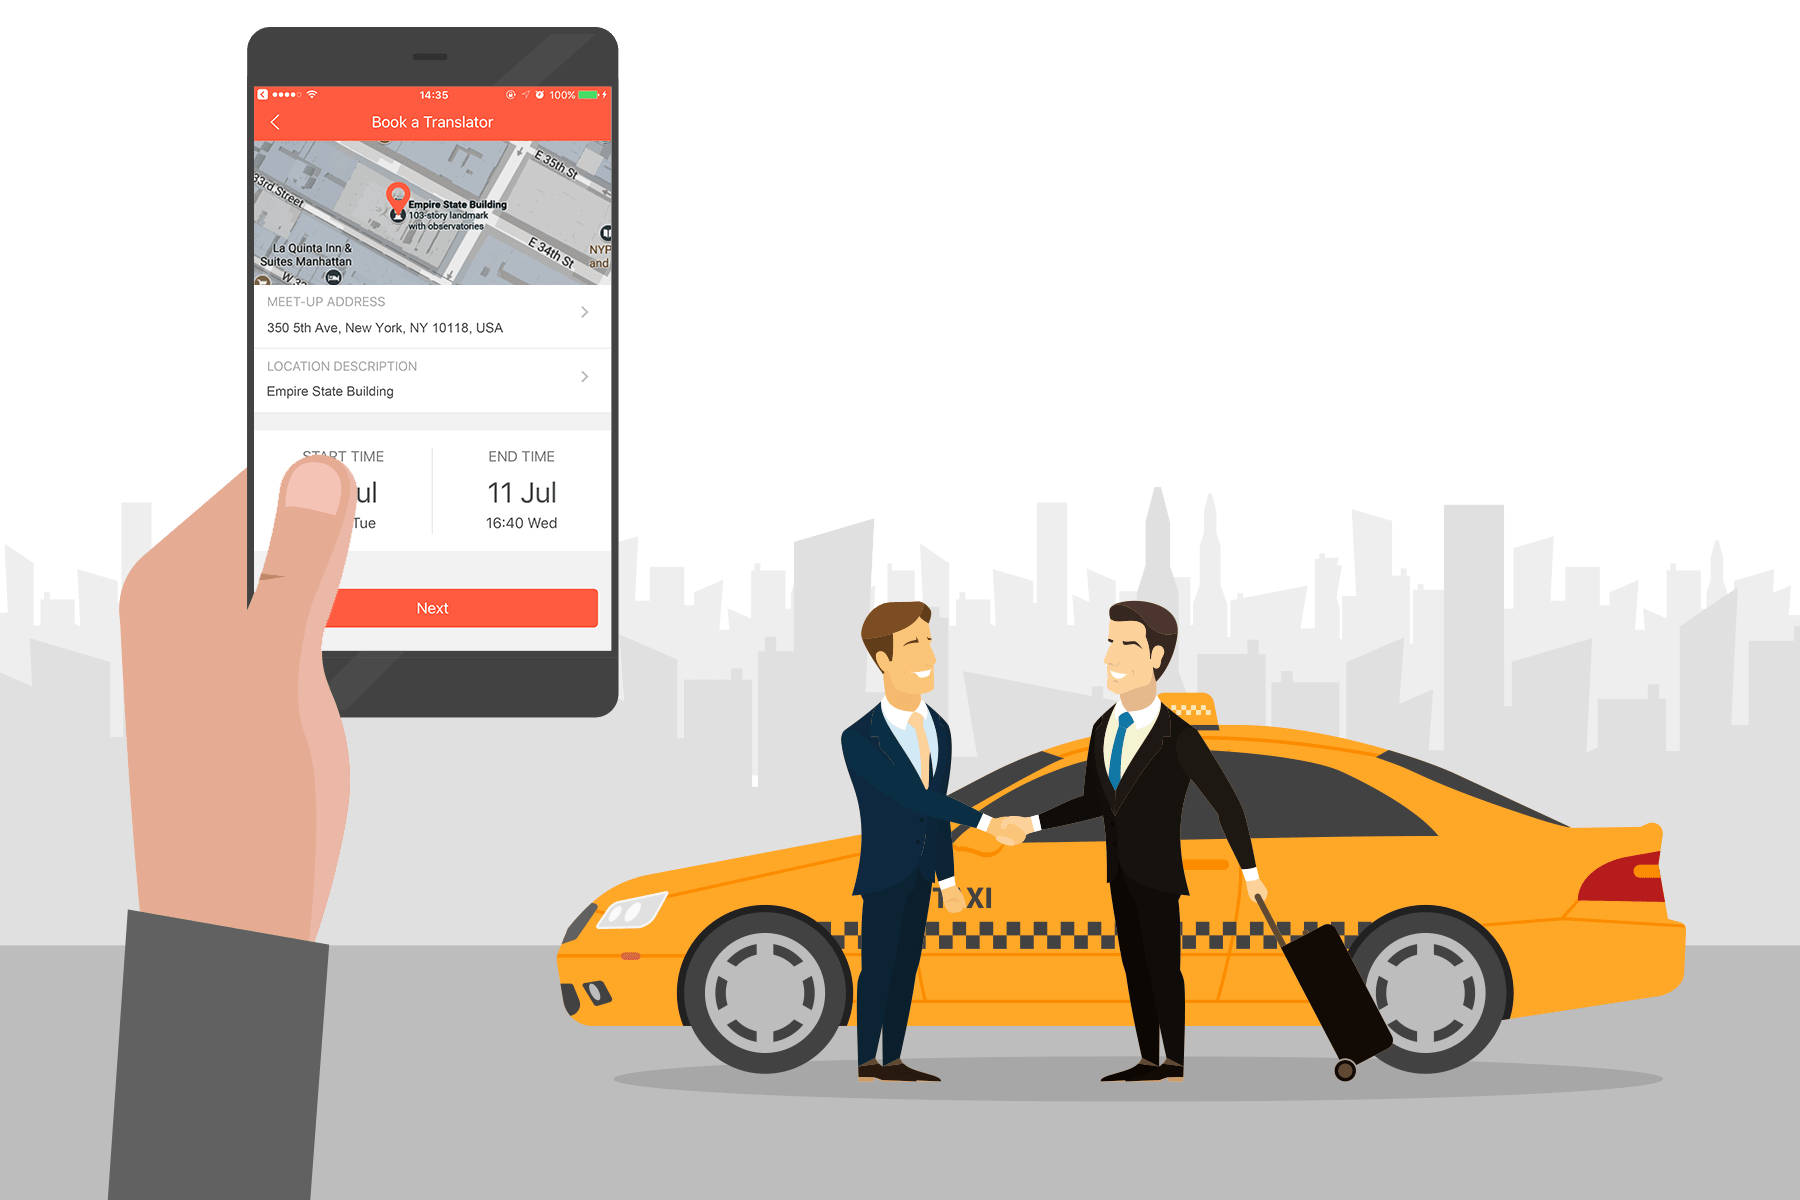 14:35
100%
Book a Translator
E 35th St
33rd Street
Empire State Building
103-story landmark
with observatories
La Quinta Inn &
Suites Manhattan
E 34th St
NYP
and
MEET-UP ADDRESS
350 5th Ave, New York, NY 10118, USA
LOCATION DESCRIPTION
Empire State Building
START TIME
END TIME
11 Jul
Tue
16:40 Wed
Next
TAXI